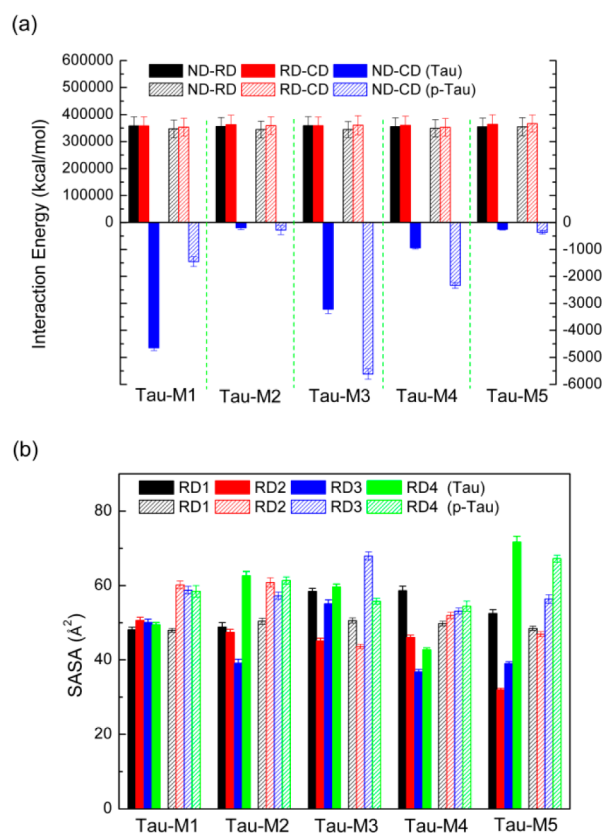 (a)
ND-RD RD-CD ND-CD (Tau)
ND-RD RD-CD ND-CD (p-Tau)
Interaction Energy (kcal/mol)
600000
500000
400000
300000
200000
100000
0
0
-1000
-2000
-3000
-4000
-5000
-6000
Tau-M1 Tau-M2 Tau-M3 Tau-M4 Tau-M5
(b)
RD1 RD2 RD3 RD4 (Tau)
RD1 RD2 RD3 RD4 (p-Tau)
SASA (Å²)
80
60
40
20
0
Tau-M1 Tau-M2 Tau-M3 Tau-M4 Tau-M5